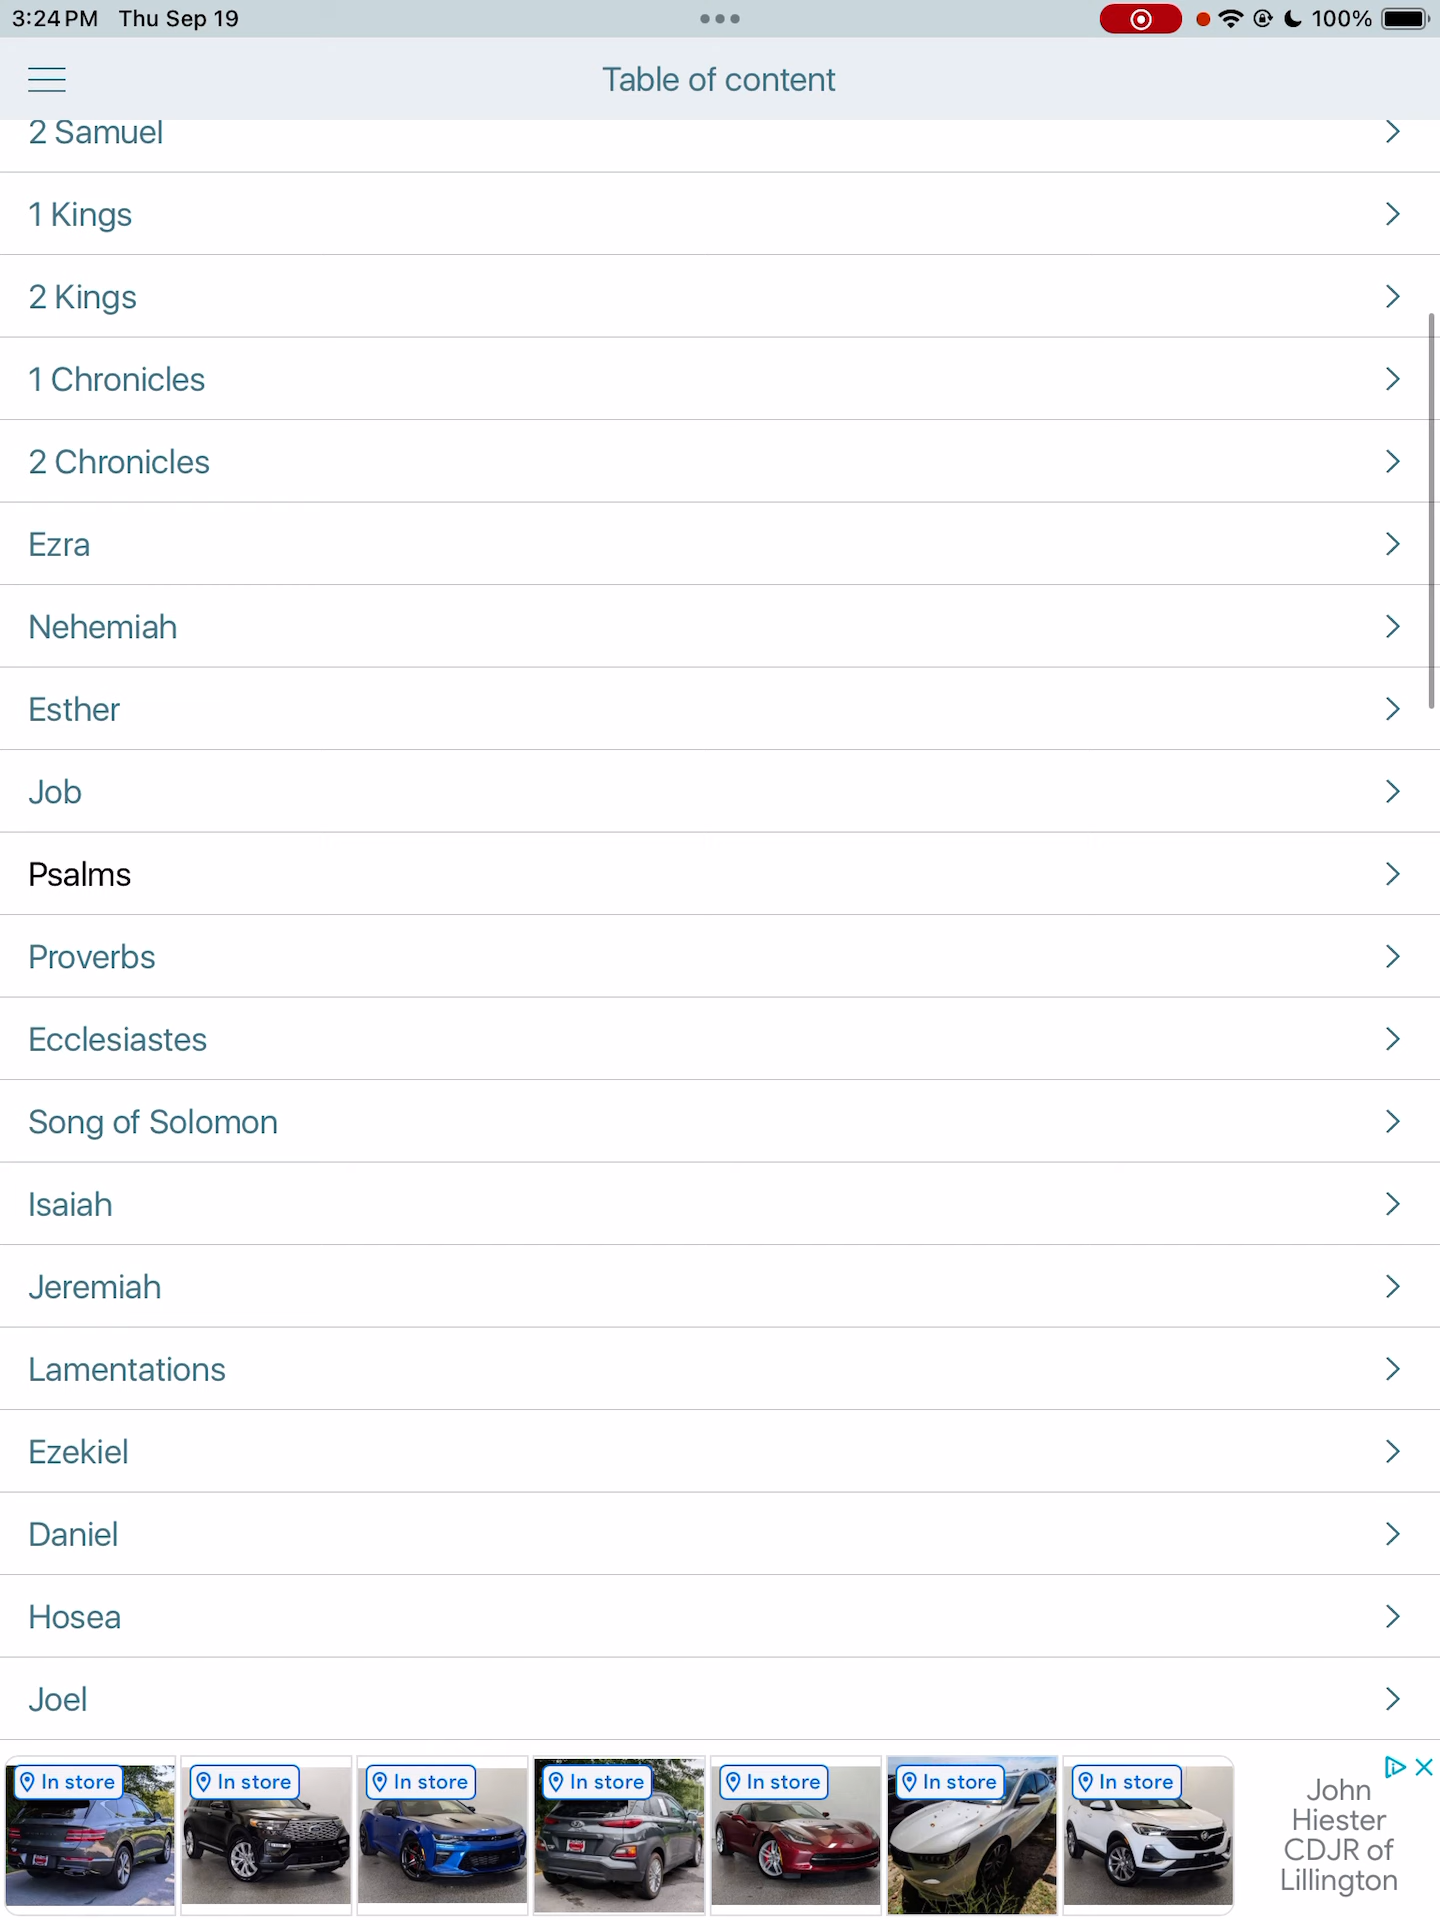 3:24 PM Thu Sep 19
100%
Table of content
2 Samuel
1 Kings
2 Kings
1 Chronicles
2 Chronicles
Ezra
Nehemiah
Esther
Job
Psalms
Proverbs
Ecclesiastes
Song of Solomon
Isaiah
Jeremiah
Lamentations
Ezekiel
Daniel
Hosea
Joel
In store
In store
In store
In store
In store
In store
In store
John
Hiester
CDJR of
Lillington